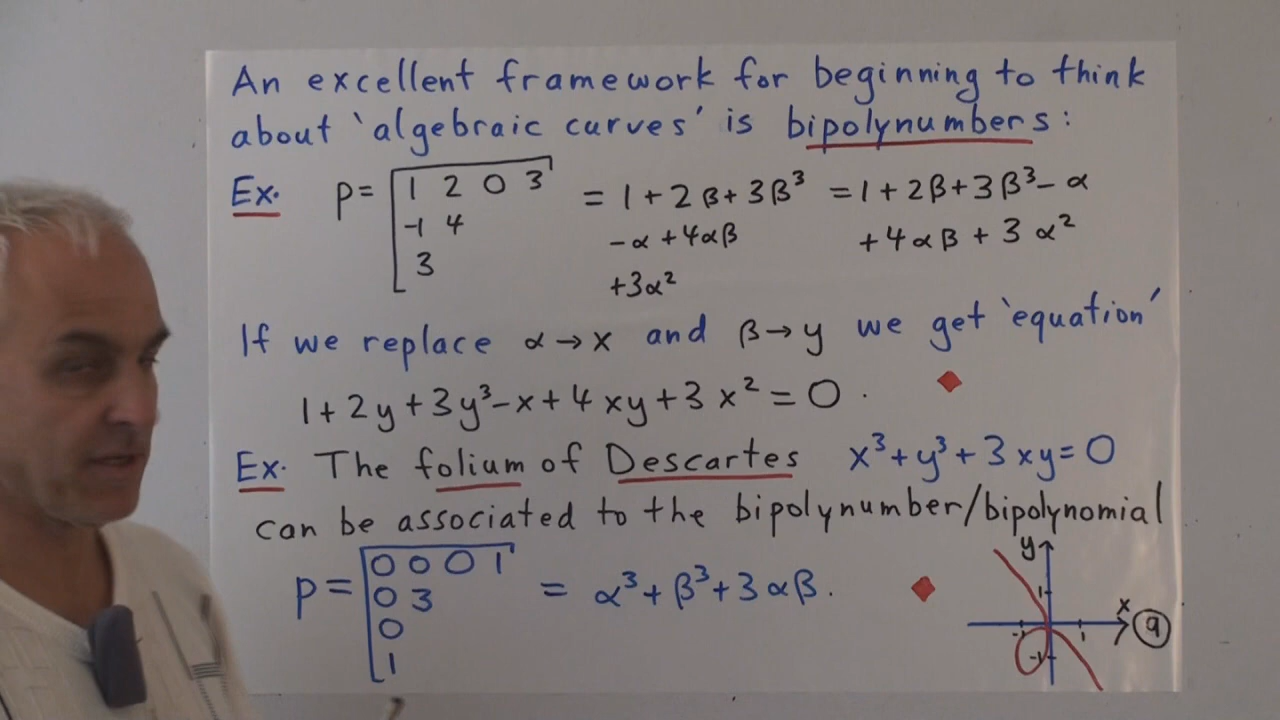 An excellent framework for beginning to think
about 'algebraic curves' is bipolynumbers:
Ex. p = [1 2 0 3 = 1 + 2β + 3β³ = 1 + 2β + 3β³ - α
-1 4 - α + 4αβ + 4αβ + 3α²
3 + 3α²
If we replace α → x and β → y we get 'equation'
1 + 2y + 3y³ - x + 4xy + 3x² = 0.
Ex. The folium of Descartes x³ + y³ + 3xy = 0
can be associated to the bipolynumber/bipolynomial
p = [0 0 0 1 = α³ + β³ + 3αβ.
0 3
0
1
y
1
x
-1 1
-1
9